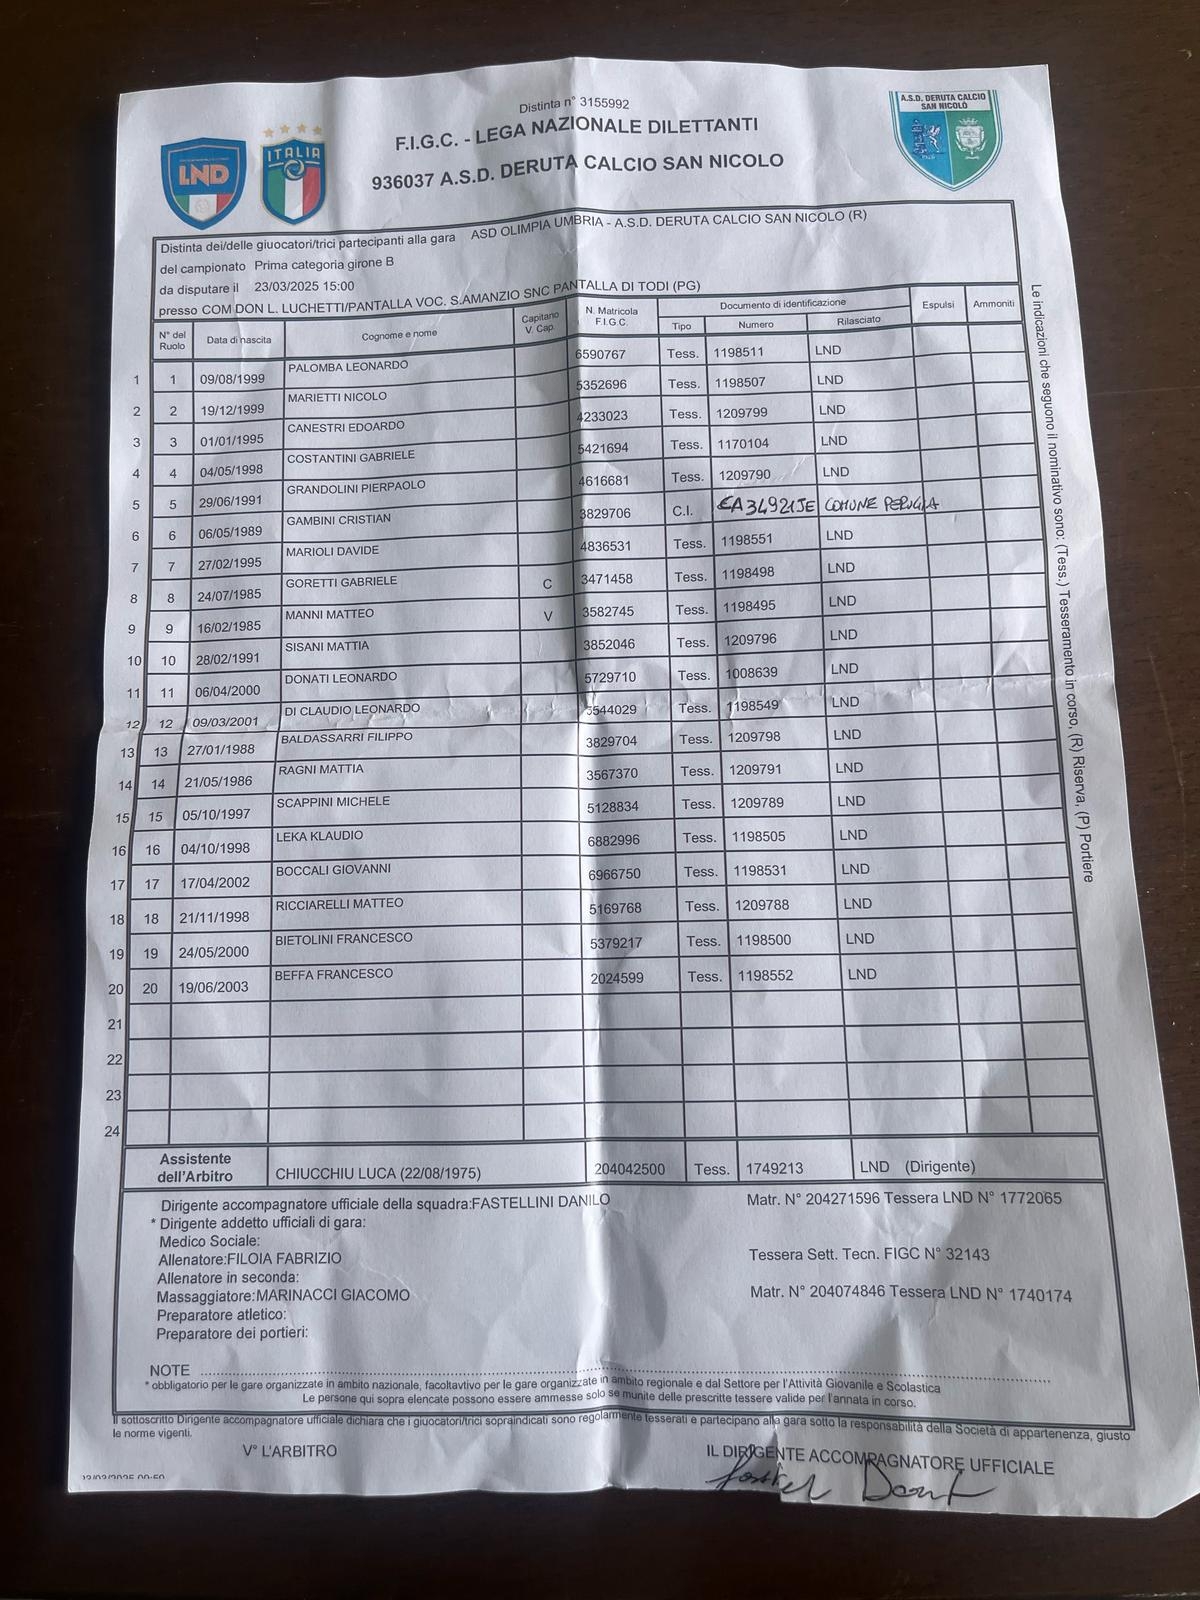 Distinta n° 3155992
F.I.G.C. - LEGA NAZIONALE DILETTANTI
936037 A.S.D. DERUTA CALCIO SAN NICOLO
LND
ITALIA
A.S.D. DERUTA CALCIO
SAN NICOLÒ
Distinta dei/delle giuocatori/trici partecipanti alla gara ASD OLIMPIA UMBRIA - A.S.D. DERUTA CALCIO SAN NICOLO (R)
del campionato Prima categoria girone B
da disputare il 23/03/2025 15:00
presso COM DON L. LUCHETTI/PANTALLA VOC. S.AMANZIO SNC PANTALLA DI TODI (PG)
N° del Ruolo Data di nascita Cognome e nome Capitano V. Cap. N. Matricola F.I.G.C. Documento di identificazione Espulsi Ammoniti
Tipo Numero Rilasciato
1 1 09/08/1999 PALOMBA LEONARDO 6590767 Tess. 1198511 LND
2 2 19/12/1999 MARIETTI NICOLO 5352696 Tess. 1198507 LND
3 3 01/01/1995 CANESTRI EDOARDO 4233023 Tess. 1209799 LND
4 4 04/05/1998 COSTANTINI GABRIELE 5421694 Tess. 1170104 LND
5 5 29/06/1991 GRANDOLINI PIERPAOLO 4616681 Tess. 1209790 LND
6 6 06/05/1989 GAMBINI CRISTIAN 3829706 C.I. CA34921JE COMUNE PERUGIA
7 7 27/02/1995 MARIOLI DAVIDE 4836531 Tess. 1198551 LND
8 8 24/07/1985 GORETTI GABRIELE C 3471458 Tess. 1198498 LND
9 9 16/02/1985 MANNI MATTEO V 3582745 Tess. 1198495 LND
10 10 28/02/1991 SISANI MATTIA 3852046 Tess. 1209796 LND
11 11 06/04/2000 DONATI LEONARDO 5729710 Tess. 1008639 LND
12 12 09/03/2001 DI CLAUDIO LEONARDO 5544029 Tess. 1198549 LND
13 13 27/01/1988 BALDASSARRI FILIPPO 3829704 Tess. 1209798 LND
14 14 21/05/1986 RAGNI MATTIA 3567370 Tess. 1209791 LND
15 15 05/10/1997 SCAPPINI MICHELE 5128834 Tess. 1209789 LND
16 16 04/10/1998 LEKA KLAUDIO 6882996 Tess. 1198505 LND
17 17 17/04/2002 BOCCALI GIOVANNI 6966750 Tess. 1198531 LND
18 18 21/11/1998 RICCIARELLI MATTEO 5169768 Tess. 1209788 LND
19 19 24/05/2000 BIETOLINI FRANCESCO 5379217 Tess. 1198500 LND
20 20 19/06/2003 BEFFA FRANCESCO 2024599 Tess. 1198552 LND
21
22
23
24
Assistente dell'Arbitro CHIUCCHIU LUCA (22/08/1975) 204042500 Tess. 1749213 LND (Dirigente)
Dirigente accompagnatore ufficiale della squadra:FASTELLINI DANILO Matr. N° 204271596 Tessera LND N° 1772065
* Dirigente addetto ufficiali di gara:
Medico Sociale:
Allenatore:FILOIA FABRIZIO Tessera Sett. Tecn. FIGC N° 32143
Allenatore in seconda:
Massaggiatore:MARINACCI GIACOMO Matr. N° 204074846 Tessera LND N° 1740174
Preparatore atletico:
Preparatore dei portieri:
NOTE
* obbligatorio per le gare organizzate in ambito nazionale, facoltavtivo per le gare organizzate in ambito regionale e dal Settore per l'Attività Giovanile e Scolastica
Le persone qui sopra elencate possono essere ammesse solo se munite delle prescritte tessere valide per l'annata in corso.
Il sottoscritto Dirigente accompagnatore ufficiale dichiara che i giuocatori/trici sopraindicati sono regolarmente tesserati e partecipano alla gara sotto la responsabilità della Società di appartenenza, giusto
le norme vigenti.
V° L'ARBITRO IL DIRIGENTE ACCOMPAGNATORE UFFICIALE
Le indicazioni che seguono il nominativo sono: (Tess.) Tesseramento in corso, (R) Riserva, (P) Portiere